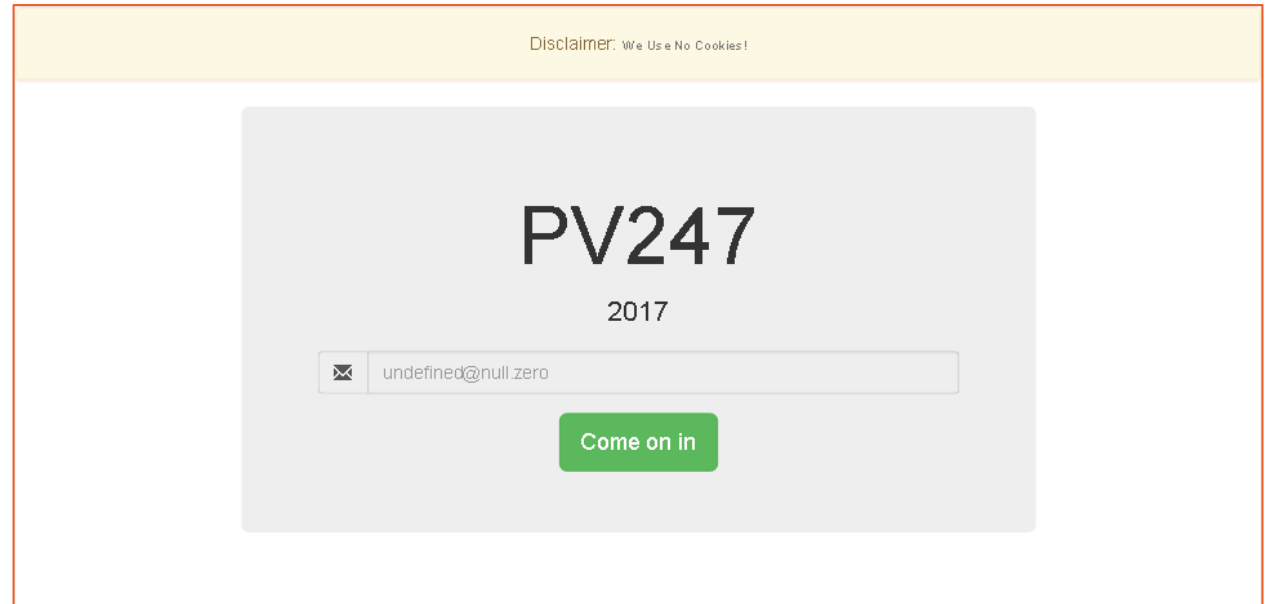 Disclaimer: We Use No Cookies!
PV247
2017
undefined@null.zero
Come on in